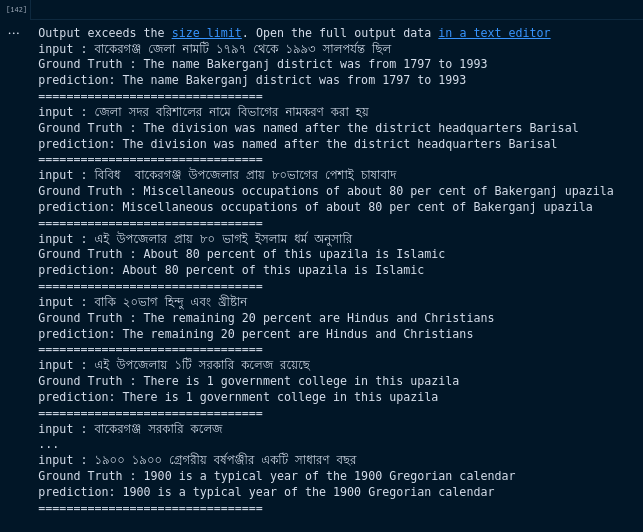 [142]
... Output exceeds the size limit. Open the full output data in a text editor
input : বাকেরগঞ্জ জেলা নামটি ১৭৯৭ থেকে ১৯৯৩ সালপর্যন্ত ছিল
Ground Truth : The name Bakerganj district was from 1797 to 1993
prediction: The name Bakerganj district was from 1797 to 1993
================================
input : জেলা সদর বরিশালের নামে বিভাগের নামকরণ করা হয়
Ground Truth : The division was named after the district headquarters Barisal
prediction: The division was named after the district headquarters Barisal
================================
input : বিবিধ  বাকেরগঞ্জ উপজেলার প্রায় ৮০ভাগের পেশাই চাষাবাদ
Ground Truth : Miscellaneous occupations of about 80 per cent of Bakerganj upazila
prediction: Miscellaneous occupations of about 80 per cent of Bakerganj upazila
================================
input : এই উপজেলার প্রায় ৮০ ভাগই ইসলাম ধর্ম অনুসারি
Ground Truth : About 80 percent of this upazila is Islamic
prediction: About 80 percent of this upazila is Islamic
================================
input : বাকি ২০ভাগ হিন্দু এবং খ্রীষ্টান
Ground Truth : The remaining 20 percent are Hindus and Christians
prediction: The remaining 20 percent are Hindus and Christians
================================
input : এই উপজেলায় ১টি সরকারি কলেজ রয়েছে
Ground Truth : There is 1 government college in this upazila
prediction: There is 1 government college in this upazila
================================
input : বাকেরগঞ্জ সরকারি কলেজ
...
input : ১৯০০ ১৯০০ গ্রেগরীয় বর্ষপঞ্জীর একটি সাধারণ বছর
Ground Truth : 1900 is a typical year of the 1900 Gregorian calendar
prediction: 1900 is a typical year of the 1900 Gregorian calendar
================================